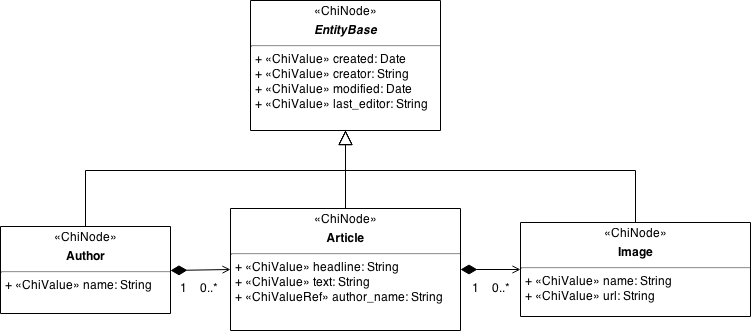 «ChiNode»
EntityBase
+ «ChiValue» created: Date
+ «ChiValue» creator: String
+ «ChiValue» modified: Date
+ «ChiValue» last_editor: String
«ChiNode»
Author
+ «ChiValue» name: String
1 0..*
«ChiNode»
Article
+ «ChiValue» headline: String
+ «ChiValue» text: String
+ «ChiValueRef» author_name: String
1 0..*
«ChiNode»
Image
+ «ChiValue» name: String
+ «ChiValue» url: String